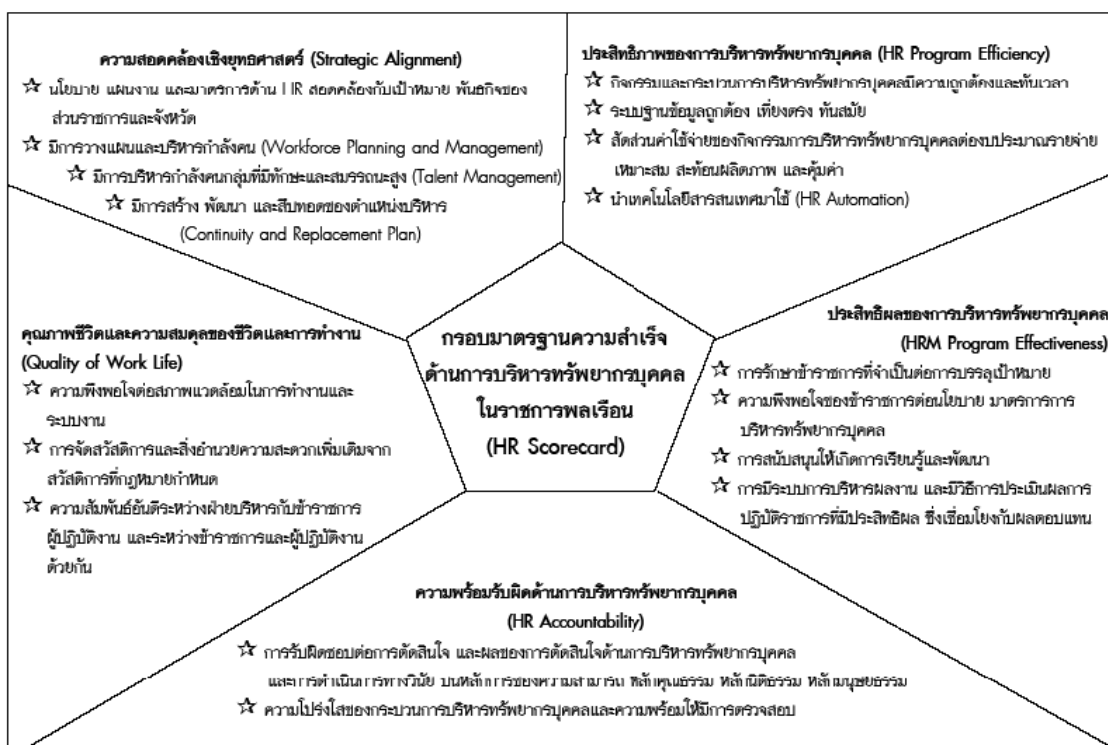 ความสอดคล้องเชิงยุทธศาสตร์ (Strategic Alignment)
☆ นโยบาย แผนงาน และมาตรการด้าน HR สอดคล้องกับเป้าหมาย พันธกิจของ
ส่วนราชการและจังหวัด
☆ มีการวางแผนและบริหารกำลังคน (Workforce Planning and Management)
☆ มีการบริหารกำลังคนกลุ่มที่มีทักษะและสมรรถนะสูง (Talent Management)
☆ มีการสร้าง พัฒนา และสืบทอดของตำแหน่งบริหาร
(Continuity and Replacement Plan)
ประสิทธิภาพของการบริหารทรัพยากรบุคคล (HR Program Efficiency)
☆ กิจกรรมและกระบวนการบริหารทรัพยากรบุคคลมีความถูกต้องและทันเวลา
☆ ระบบฐานข้อมูลถูกต้อง เที่ยงตรง ทันสมัย
☆ สัดส่วนค่าใช้จ่ายของกิจกรรมการบริหารทรัพยากรบุคคลต่องบประมาณรายจ่าย
เหมาะสม สะท้อนผลิตภาพ และคุ้มค่า
☆ นำเทคโนโลยีสารสนเทศมาใช้ (HR Automation)
คุณภาพชีวิตและความสมดุลของชีวิตและการทำงาน
(Quality of Work Life)
☆ ความพึงพอใจต่อสภาพแวดล้อมในการทำงานและ
ระบบงาน
☆ การจัดสวัสดิการและสิ่งอำนวยความสะดวกเพิ่มเติมจาก
สวัสดิการที่กฎหมายกำหนด
☆ ความสัมพันธ์อันดีระหว่างฝ่ายบริหารกับข้าราชการ
ผู้ปฏิบัติงาน และระหว่างข้าราชการและผู้ปฏิบัติงาน
ด้วยกัน
กรอบมาตรฐานความสำเร็จ
ด้านการบริหารทรัพยากรบุคคล
ในราชการพลเรือน
(HR Scorecard)
ประสิทธิผลของการบริหารทรัพยากรบุคคล
(HRM Program Effectiveness)
☆ การรักษาข้าราชการที่จำเป็นต่อการบรรลุเป้าหมาย
☆ ความพึงพอใจของข้าราชการต่อนโยบาย มาตรการการ
บริหารทรัพยากรบุคคล
☆ การสนับสนุนให้เกิดการเรียนรู้และพัฒนา
☆ การมีระบบการบริหารผลงาน และมีวิธีการประเมินผลการ
ปฏิบัติราชการที่มีประสิทธิผล ซึ่งเชื่อมโยงกับผลตอบแทน
ความพร้อมรับผิดด้านการบริหารทรัพยากรบุคคล
(HR Accountability)
☆ การรับผิดชอบต่อการตัดสินใจ และผลของการตัดสินใจด้านการบริหารทรัพยากรบุคคล
และการดำเนินการทางวินัย บนหลักการของความสามารถ หลักคุณธรรม หลักนิติธรรม หลักมนุษยธรรม
☆ ความโปร่งใสของกระบวนการบริหารทรัพยากรบุคคลและความพร้อมให้มีการตรวจสอบ